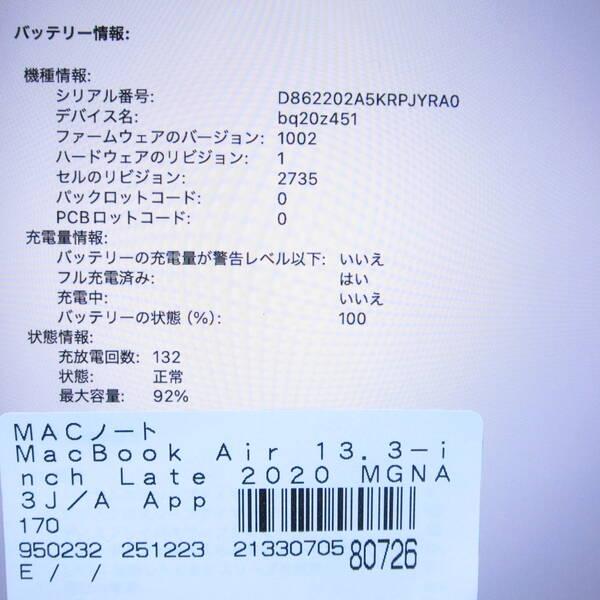 バッテリー情報:
機種情報:
シリアル番号: D862202A5KRPJYRA0
デバイス名: bq20z451
ファームウェアのバージョン: 1002
ハードウェアのリビジョン: 1
セルのリビジョン: 2735
パックロットコード: 0
PCBロットコード: 0
充電量情報:
バッテリーの充電量が警告レベル以下: いいえ
フル充電済み: はい
充電中: いいえ
バッテリーの状態 (%): 100
状態情報:
充放電回数: 132
状態: 正常
最大容量: 92%
MACノート
MacBook Air 13.3-i
nch Late 2020 MGNA
3J/A App
170
950232 251223 21330705 80726
E / /